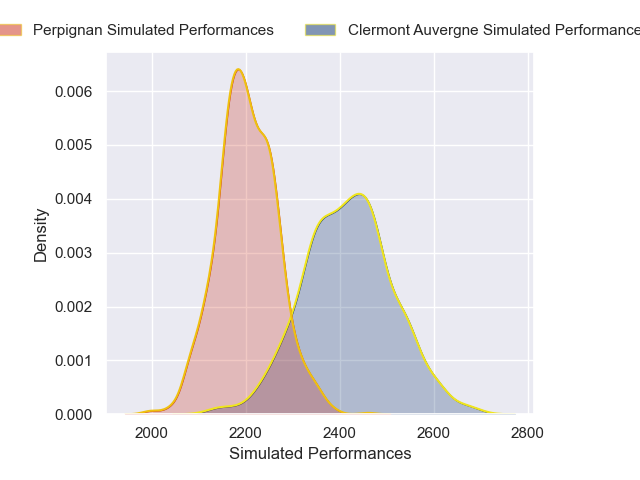 Perpignan Simulated Performances
Clermont Auvergne Simulated Performance
0.006
0.005
0.004
0.003
0.002
0.001
0.000
Density
2000 2200 2400 2600 2800
Simulated Performances